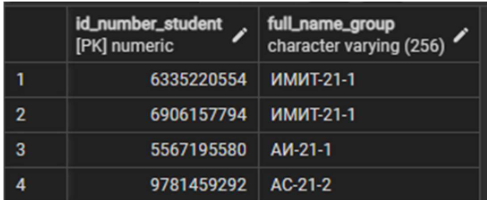 id_number_student full_name_group
[PK] numeric character varying (256)
1 6335220554 ИМИТ-21-1
2 6906157794 ИМИТ-21-1
3 5567195580 АИ-21-1
4 9781459292 АС-21-2